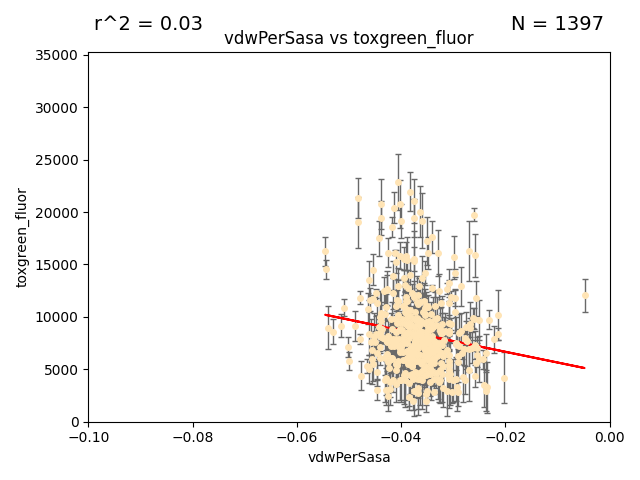 r^2 = 0.03
N = 1397
vdwPerSasa vs toxgreen_fluor
35000
30000
25000
20000
15000
10000
5000
0
toxgreen_fluor
−0.10
−0.08
−0.06
−0.04
−0.02
0.00
vdwPerSasa